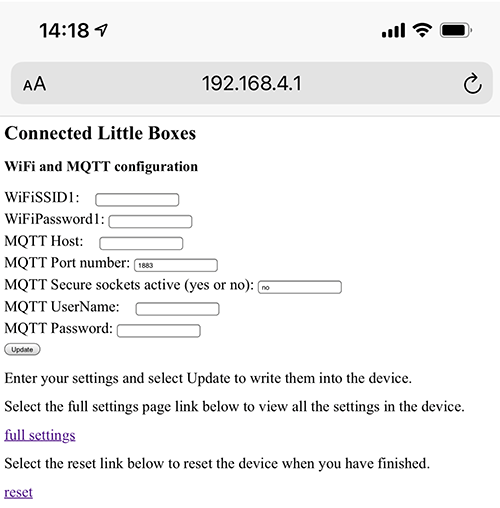 14:18
AA 192.168.4.1
Connected Little Boxes
WiFi and MQTT configuration
WiFiSSID1:
WiFiPassword1:
MQTT Host:
MQTT Port number: 1883
MQTT Secure sockets active (yes or no): no
MQTT UserName:
MQTT Password:
Update
Enter your settings and select Update to write them into the device.
Select the full settings page link below to view all the settings in the device.
full settings
Select the reset link below to reset the device when you have finished.
reset